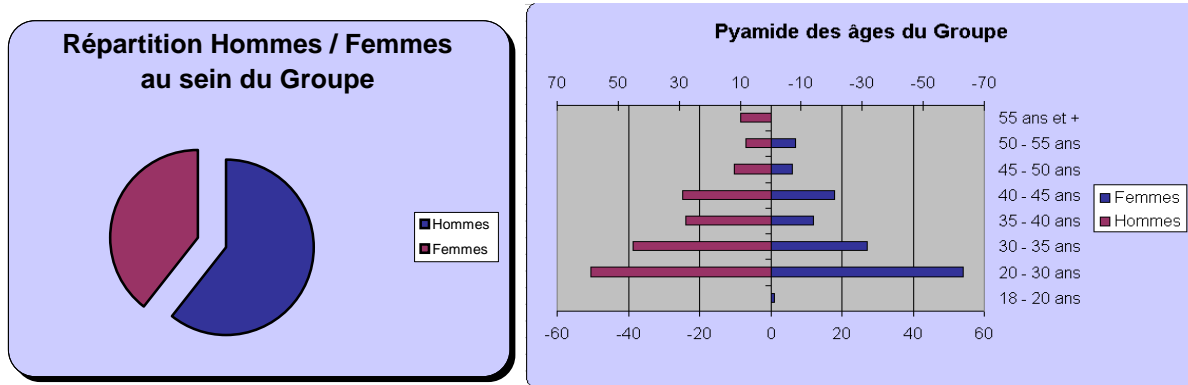 Répartition Hommes / Femmes
au sein du Groupe
Hommes
Femmes
Pyamide des âges du Groupe
70 50 30 10 -10 -30 -50 -70
55 ans et +
50 - 55 ans
45 - 50 ans
40 - 45 ans
35 - 40 ans
30 - 35 ans
20 - 30 ans
18 - 20 ans
-60 -40 -20 0 20 40 60
Femmes
Hommes